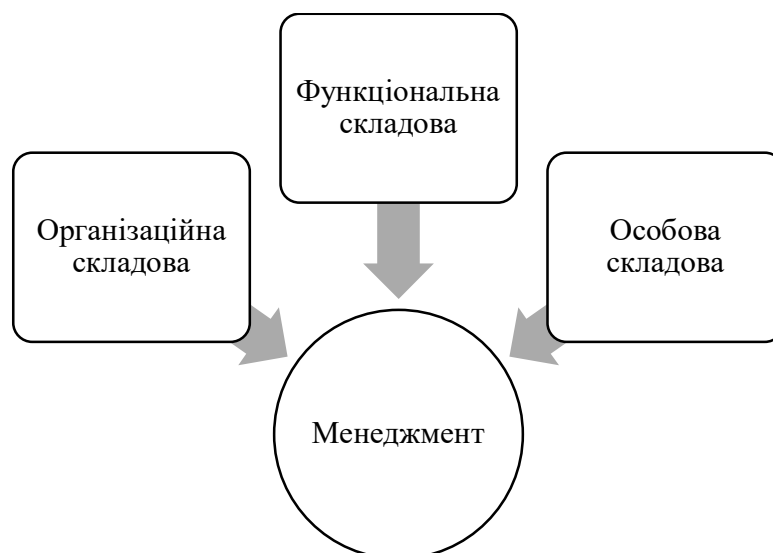 Функціональна
складова
Організаційна
складова
Особова
складова
Менеджмент